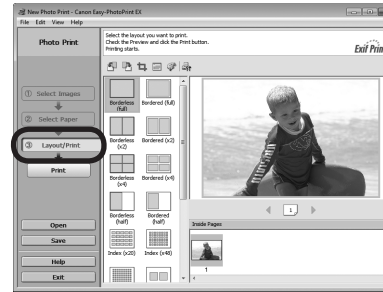 New Photo Print - Canon Easy-PhotoPrint EX
File Edit View Help
Photo Print
Select the layout you want to print.
Check the Preview and click the Print button.
Printing starts.
Exif Prin
1 Select Images
2 Select Paper
3 Layout/Print
Print
Open
Save
Help
Exit
Borderless (full)
Bordered (full)
Borderless (x2)
Bordered (x2)
Borderless (x4)
Bordered (x4)
Borderless (half)
Bordered (half)
Index (x20)
Index (x48)
1
Inside Pages
1